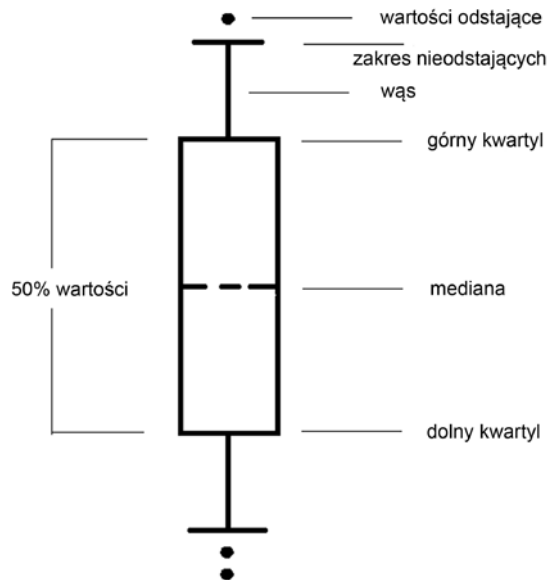 wartości odstające
zakres nieodstających
wąs
górny kwartyl
50% wartości
mediana
dolny kwartyl